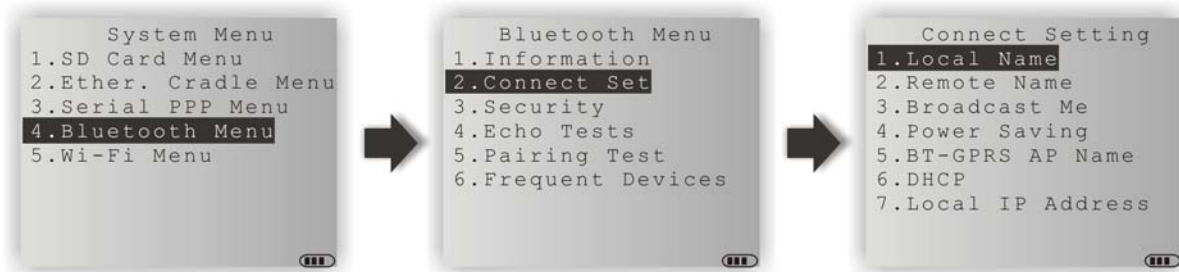 System Menu
1.SD Card Menu
2.Ether. Cradle Menu
3.Serial PPP Menu
4.Bluetooth Menu
5.Wi-Fi Menu
Bluetooth Menu
1.Information
2.Connect Set
3.Security
4.Echo Tests
5.Pairing Test
6.Frequent Devices
Connect Setting
1.Local Name
2.Remote Name
3.Broadcast Me
4.Power Saving
5.BT-GPRS AP Name
6.DHCP
7.Local IP Address